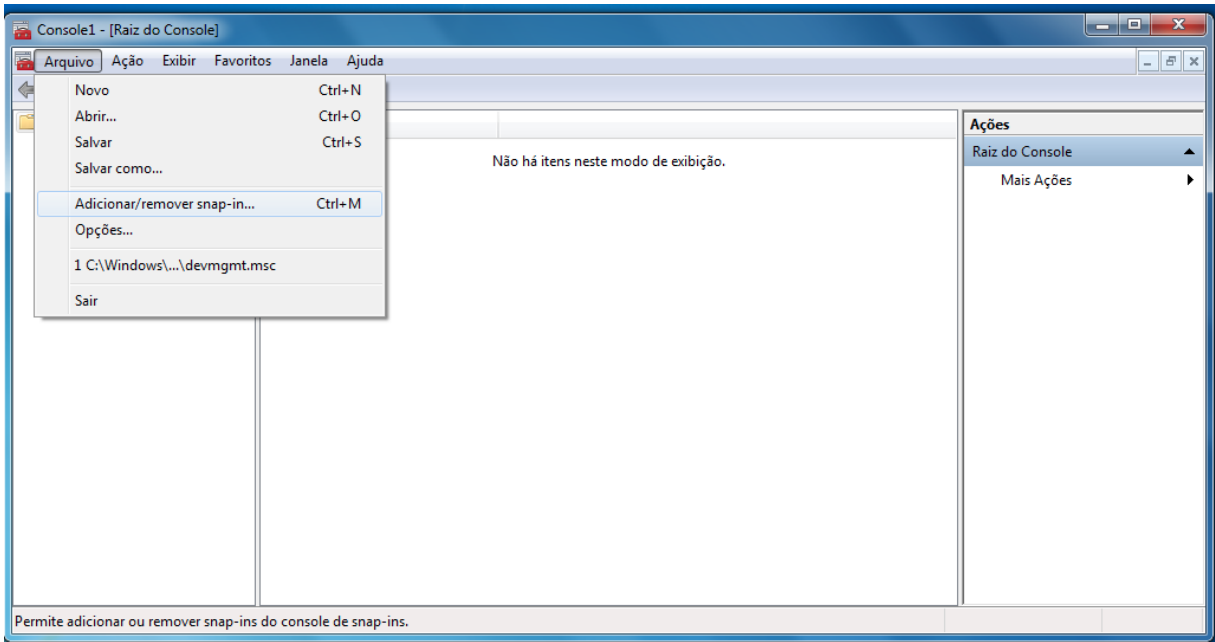 Console1 - [Raiz do Console]
Arquivo Ação Exibir Favoritos Janela Ajuda
Novo Ctrl+N
Abrir... Ctrl+O
Salvar Ctrl+S
Salvar como...
Adicionar/remover snap-in... Ctrl+M
Opções...
1 C:\Windows\...\devmgmt.msc
Sair
Não há itens neste modo de exibição.
Ações
Raiz do Console
Mais Ações
Permite adicionar ou remover snap-ins do console de snap-ins.